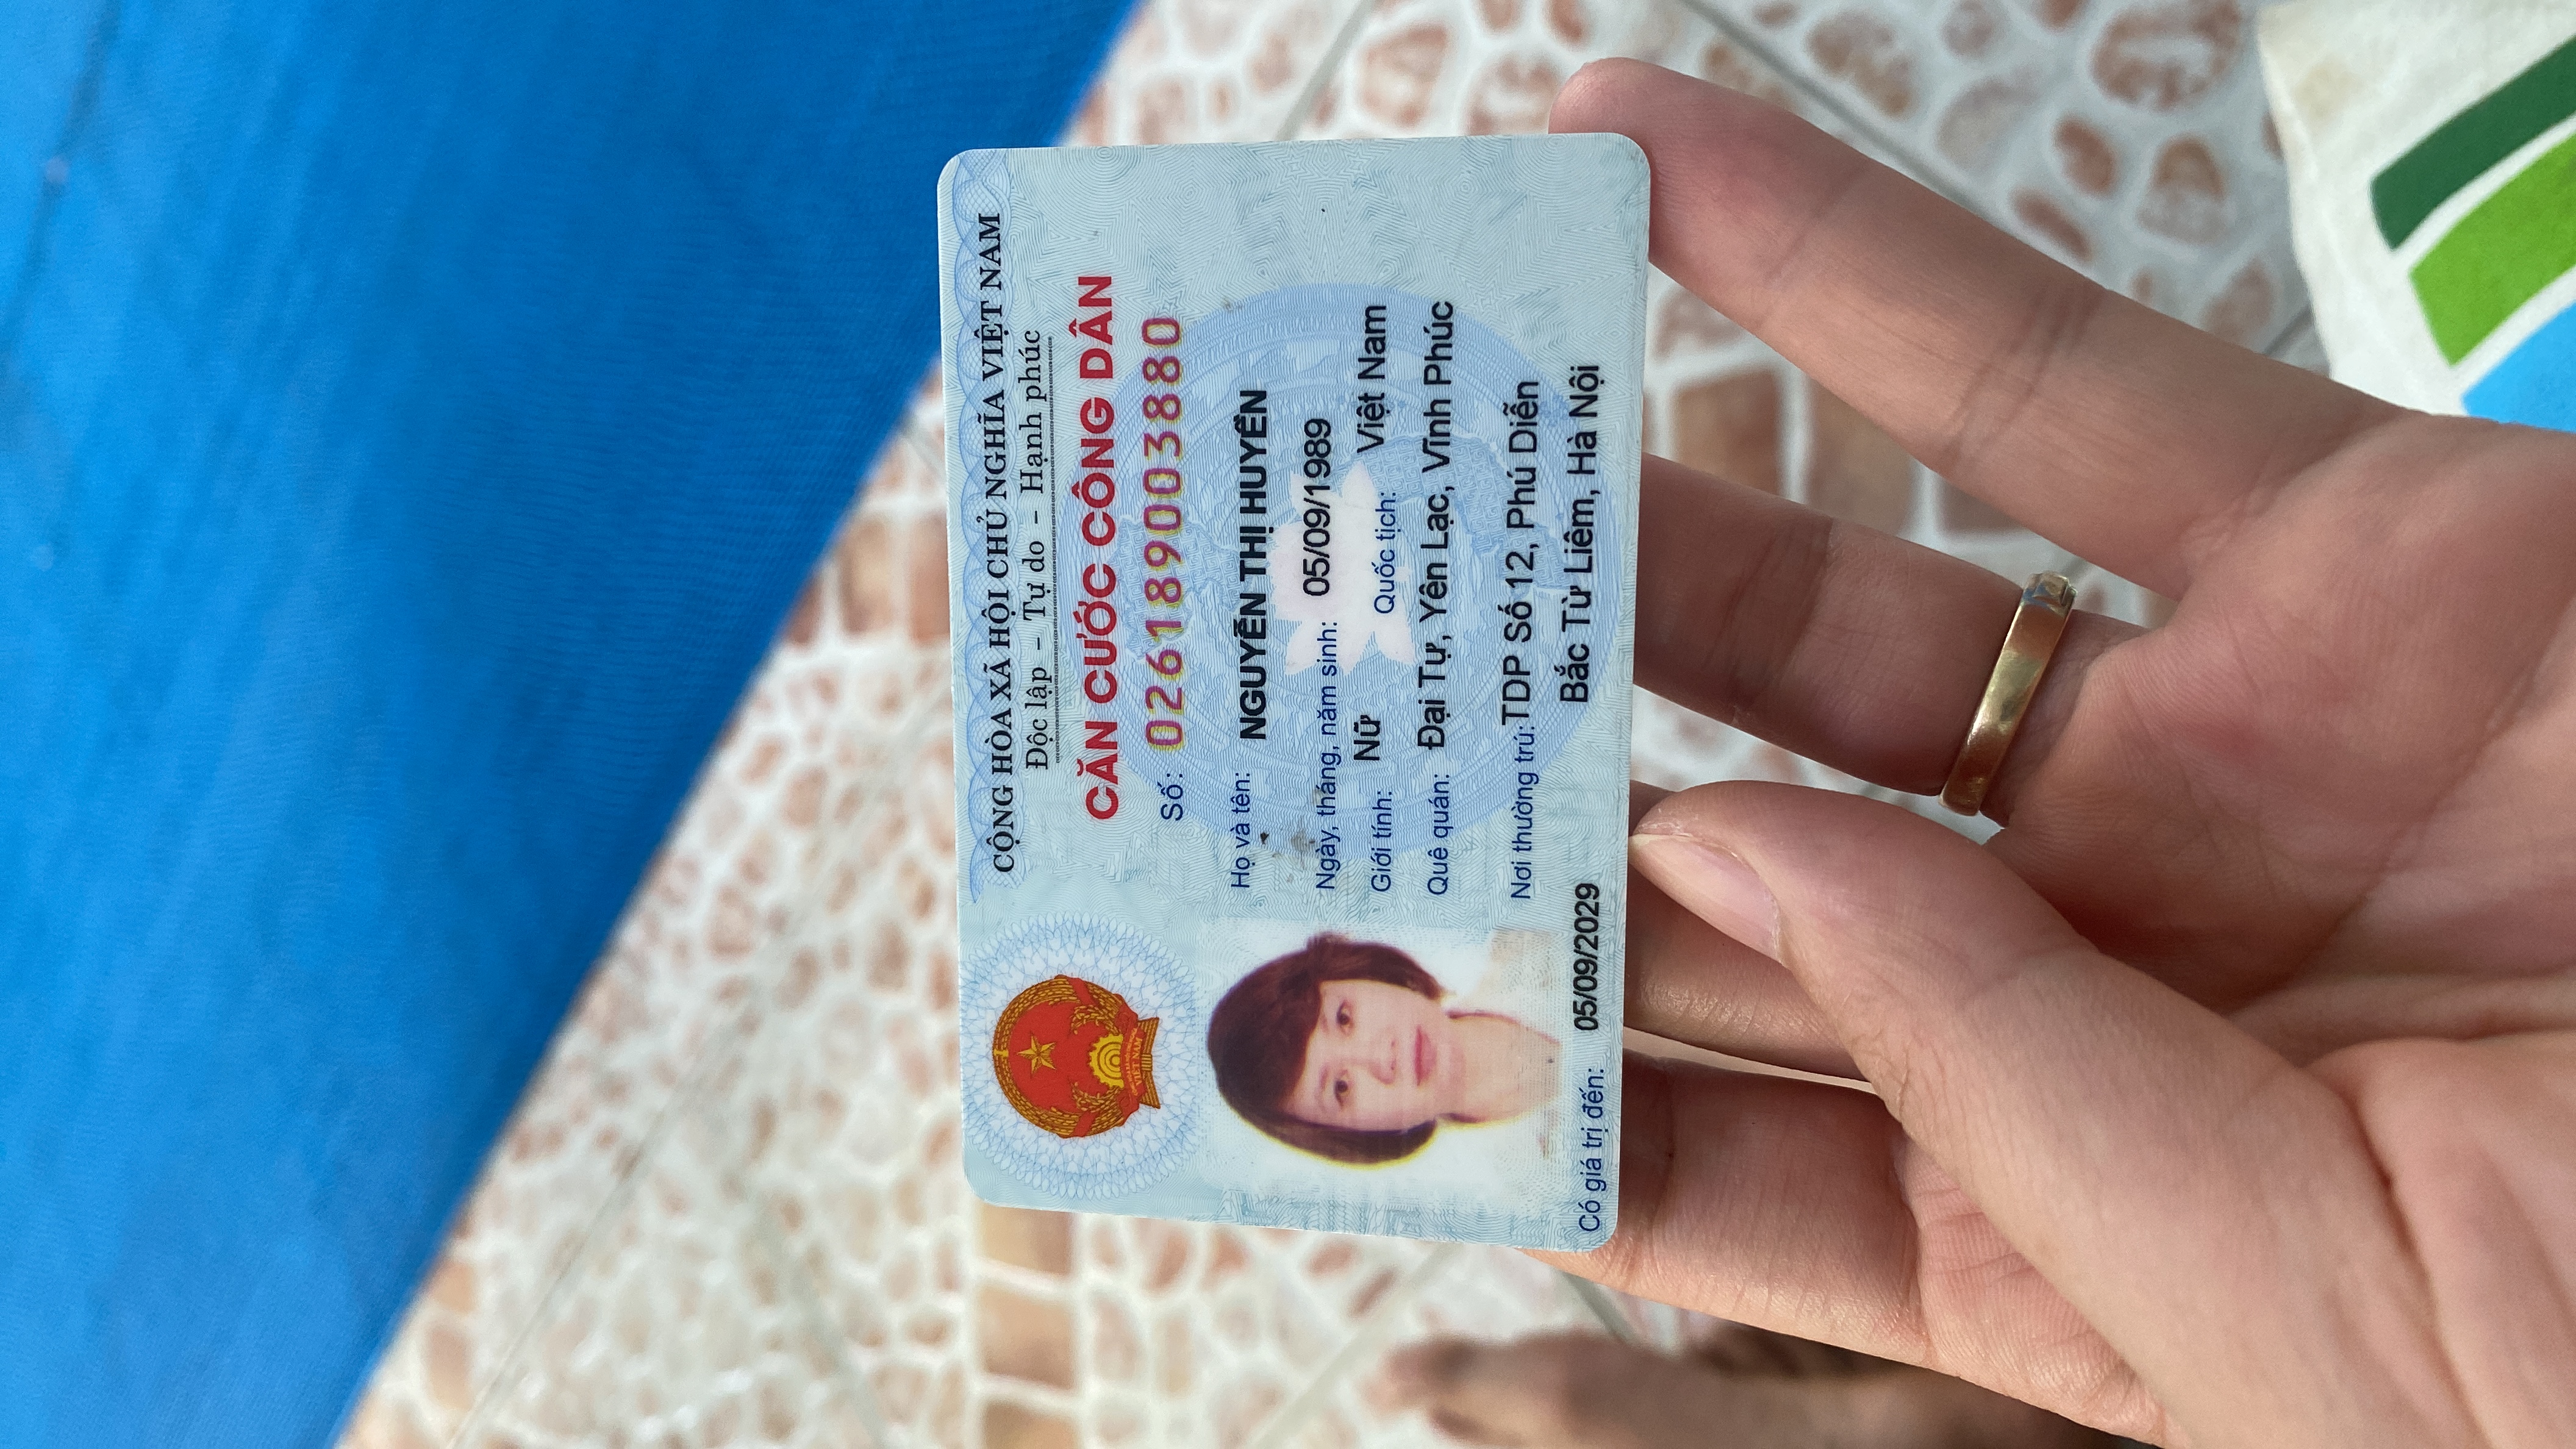 CỘNG HÒA XÃ HỘI CHỦ NGHĨA VIỆT NAM
Độc lập – Tự do – Hạnh phúc
CĂN CƯỚC CÔNG DÂN
Số: 026189003880
Họ và tên: NGUYỄN THỊ HUYỀN
Ngày, tháng, năm sinh: 05/09/1989
Giới tính: Nữ Quốc tịch: Việt Nam
Quê quán: Đại Tự, Yên Lạc, Vĩnh Phúc
Nơi thường trú: TDP Số 12, Phú Diễn
Bắc Từ Liêm, Hà Nội
Có giá trị đến: 05/09/2029
CỘNG HÒA XÃ HỘI CHỦ NGHĨA
VIỆT NAM